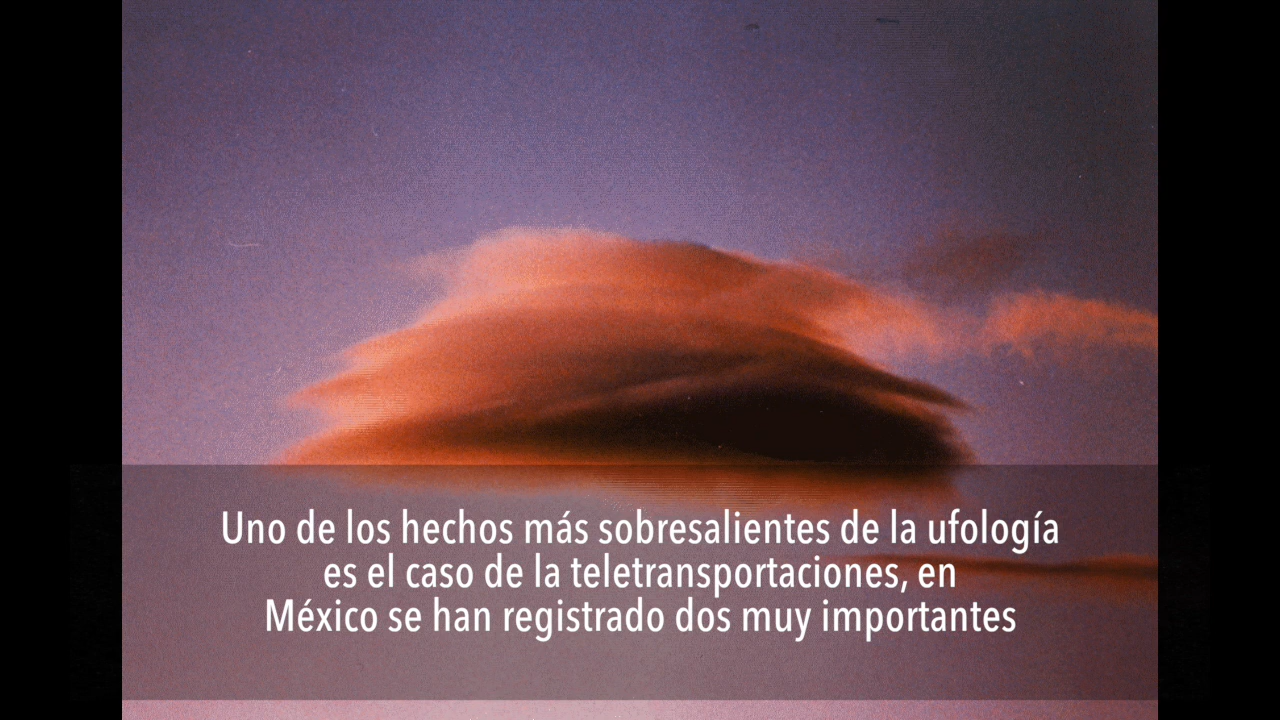 Uno de los hechos más sobresalientes de la ufología
es el caso de la teletransportaciones, en
México se han registrado dos muy importantes